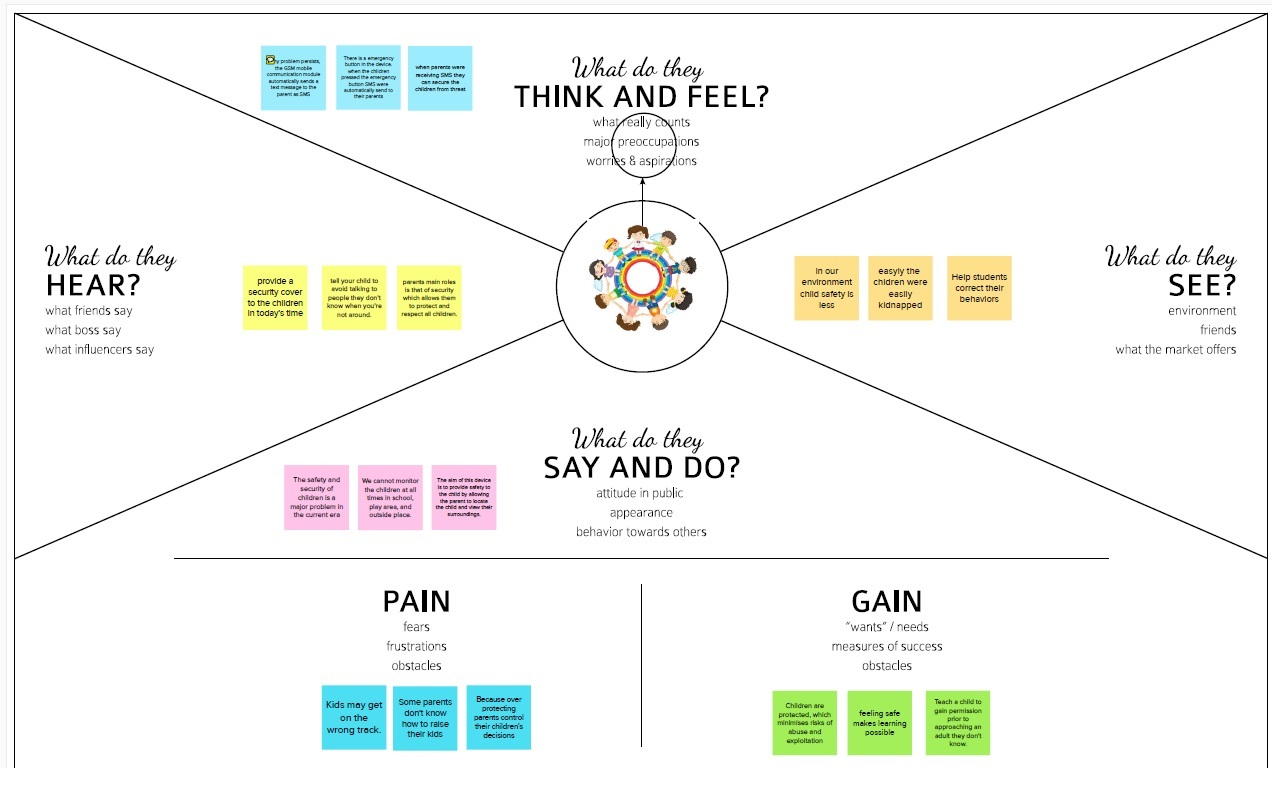 y problem persists,
the GSM mobile
communication module
automatically sends a
text message to the
parent as SMS
There is a emergency
button in the device,
when the children
pressed the emergency
button SMS were
automatically send to
their parents
when parents were
receiving SMS they
can secure the
children from threat
What do they
THINK AND FEEL?
what really counts
major preoccupations
worries & aspirations
What do they
HEAR?
what friends say
what boss say
what influencers say
provide a
security cover
to the children
in today's time
tell your child to
avoid talking to
people they don't
know when you're
not around.
parents main roles
is that of security
which allows them
to protect and
respect all children.
In our
environment
child safety is
less
easyly the
chidren were
easily
kidnapped
Help students
correct their
behaviors
What do they
SEE?
environment
friends
what the market offers
What do they
SAY AND DO?
attitude in public
appearance
behavior towards others
The safety and
security of
children is a
major problem in
the current era
We cannot monitor
the children at all
times in school,
play area, and
outside place.
The aim of this device
is to provide safety to
the child by allowing
the parent to locate
the child and view their
surroundings.
PAIN
fears
frustrations
obstacles
Kids may get
on the
wrong track.
Some parents
don't know
how to raise
their kids
Because over
protecting
parents control
their children's
decisions
GAIN
"wants" / needs
measures of success
obstacles
Children are
protected, which
minimises risks of
abuse and
exploitation
feeling safe
makes learning
possible
Teach a child to
gain permission
prior to
approaching an
adult they don't
know.